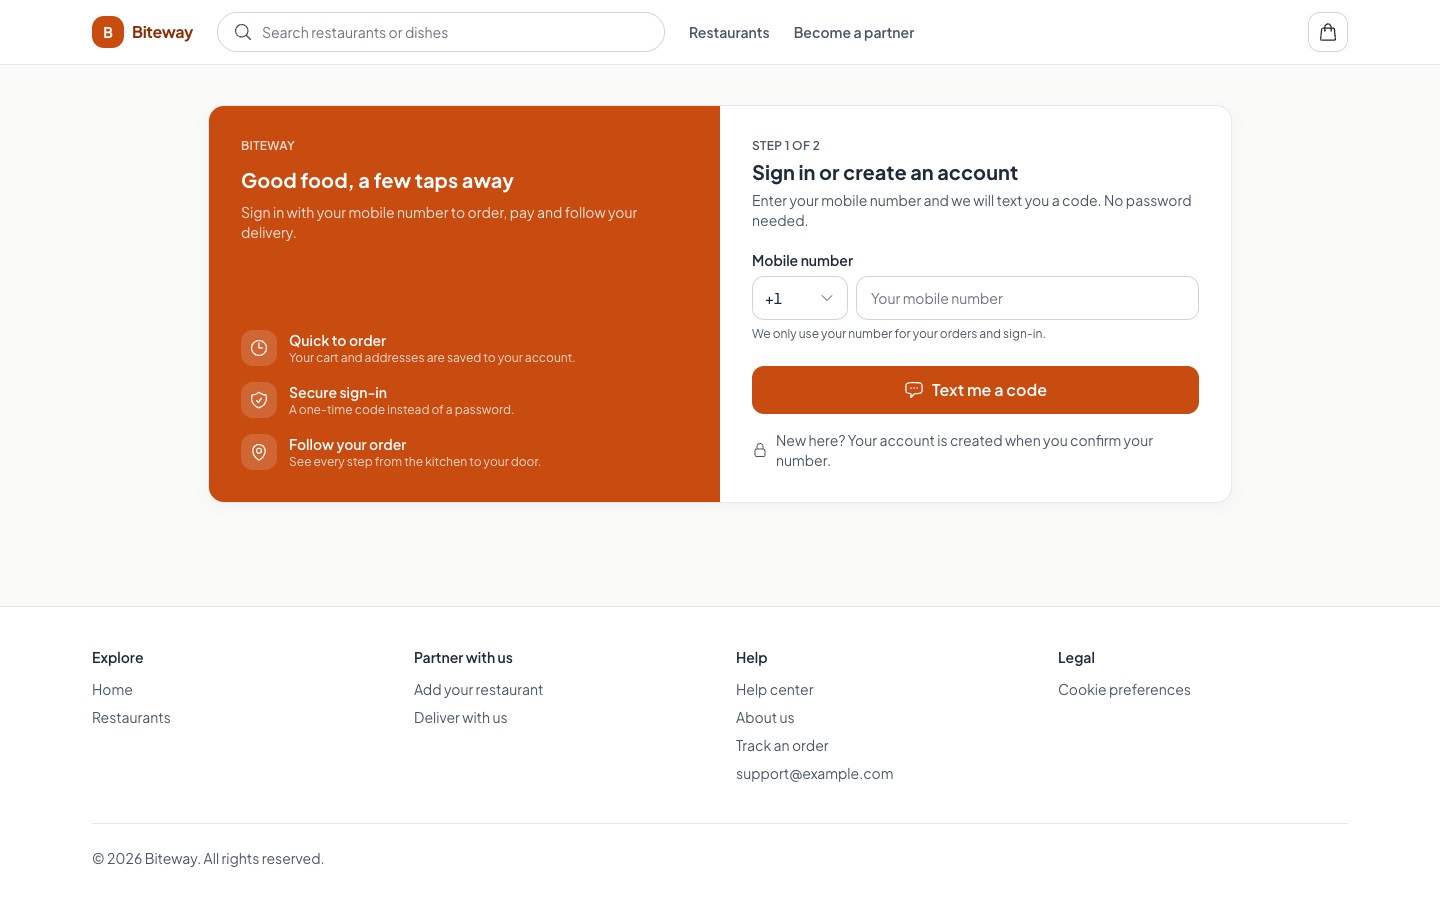 B Biteway
Search restaurants or dishes
Restaurants
Become a partner
BITEWAY
Good food, a few taps away
Sign in with your mobile number to order, pay and follow your
delivery.
Quick to order
Your cart and addresses are saved to your account.
Secure sign-in
A one-time code instead of a password.
Follow your order
See every step from the kitchen to your door.
STEP 1 OF 2
Sign in or create an account
Enter your mobile number and we will text you a code. No password
needed.
Mobile number
+1
Your mobile number
We only use your number for your orders and sign-in.
Text me a code
New here? Your account is created when you confirm your
number.
Explore
Home
Restaurants
Partner with us
Add your restaurant
Deliver with us
Help
Help center
About us
Track an order
support@example.com
Legal
Cookie preferences
© 2026 Biteway. All rights reserved.